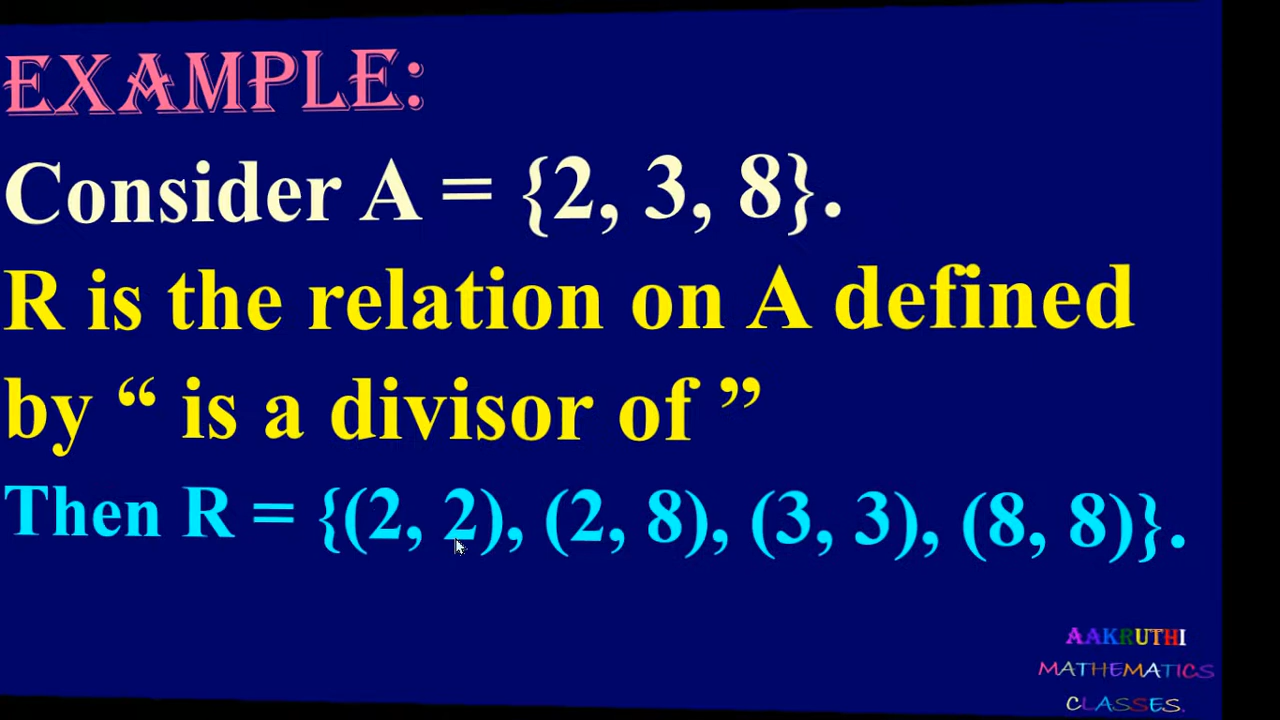 EXAMPLE:
Consider A = {2, 3, 8}.
R is the relation on A defined
by “ is a divisor of ”
Then R = {(2, 2), (2, 8), (3, 3), (8, 8)}.
AAKRUTHI
MATHEMATICS
CLASSES.